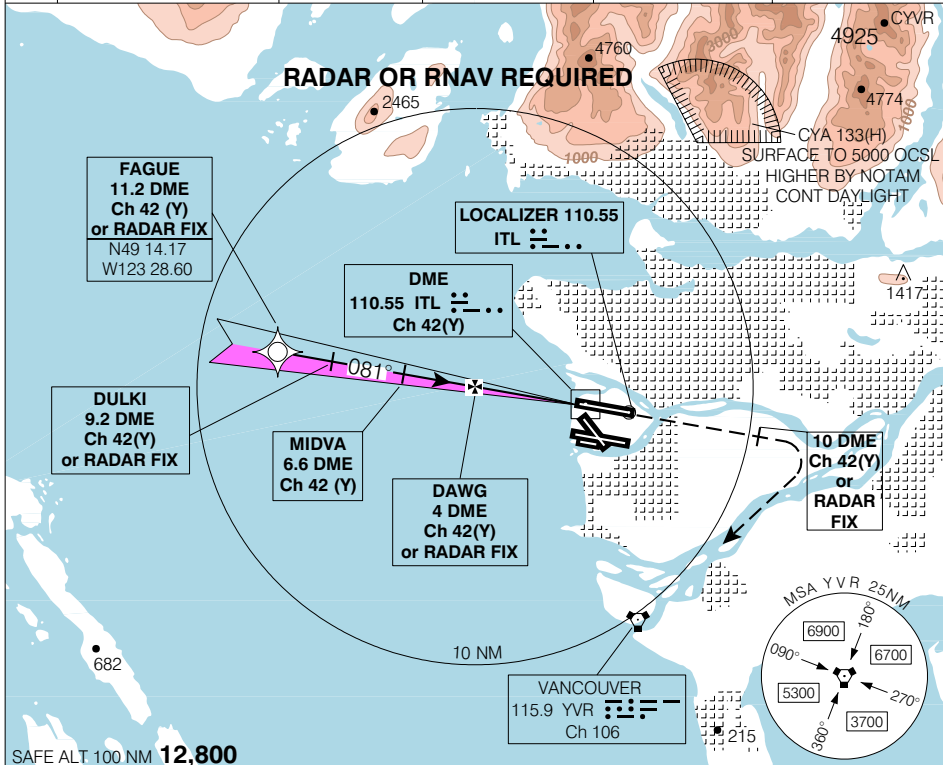 CYVR
4760
4925
3000
RADAR OR RNAV REQUIRED
2465
4774
1000
CYA 133(H)
SURFACE TO 5000 OCSL
HIGHER BY NOTAM
CONT DAYLIGHT
1000
FAGUE
11.2 DME
Ch 42 (Y)
or RADAR FIX
N49 14.17
W123 28.60
LOCALIZER 110.55
ITL
DME
110.55 ITL
Ch 42(Y)
1417
081°
DULKI
9.2 DME
Ch 42(Y)
or RADAR FIX
MIDVA
6.6 DME
Ch 42 (Y)
DAWG
4 DME
Ch 42(Y)
or RADAR FIX
10 DME
Ch 42(Y)
or
RADAR
FIX
10 NM
682
VANCOUVER
115.9 YVR
Ch 106
215
MSA YVR 25NM
180°
6900
090°
6700
5300
270°
3700
360°
SAFE ALT 100 NM 12,800